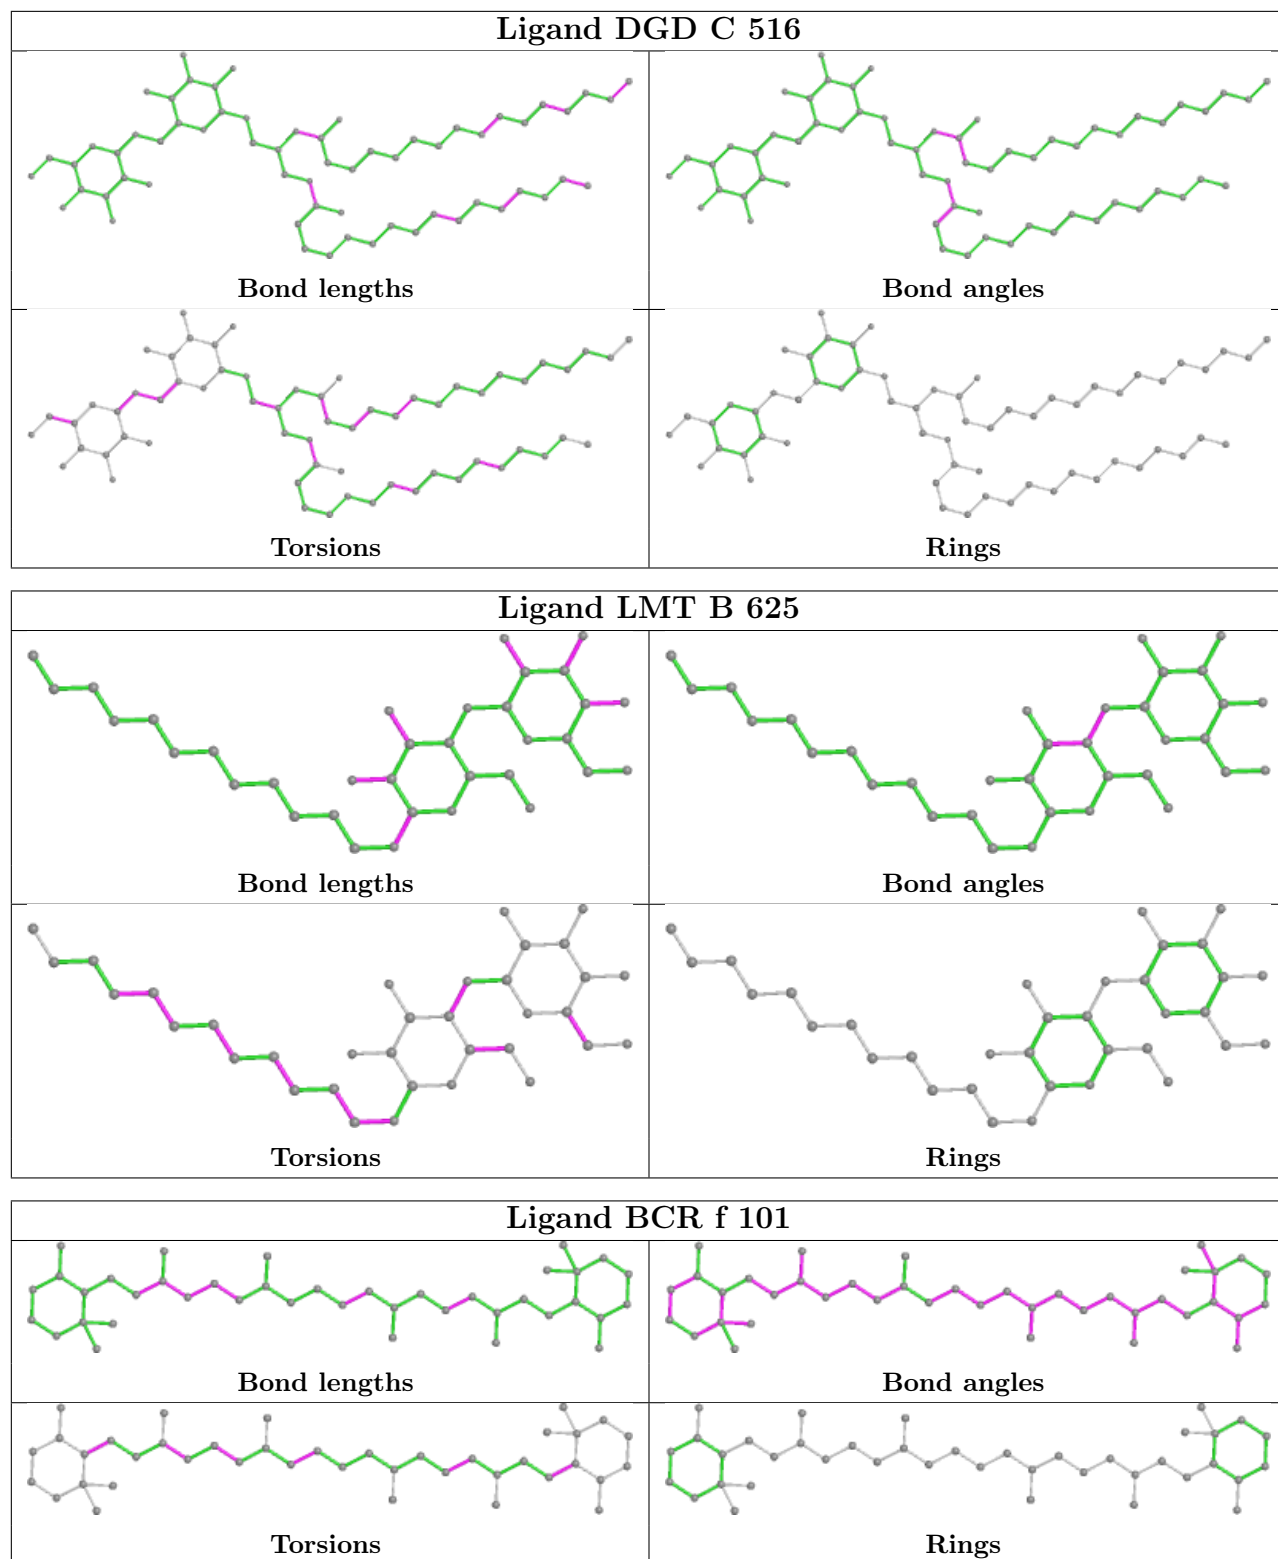 Ligand DGD C 516
Bond lengths
Bond angles
Torsions
Rings
Ligand LMT B 625
Bond lengths
Bond angles
Torsions
Rings
Ligand BCR f 101
Bond lengths
Bond angles
Torsions
Rings